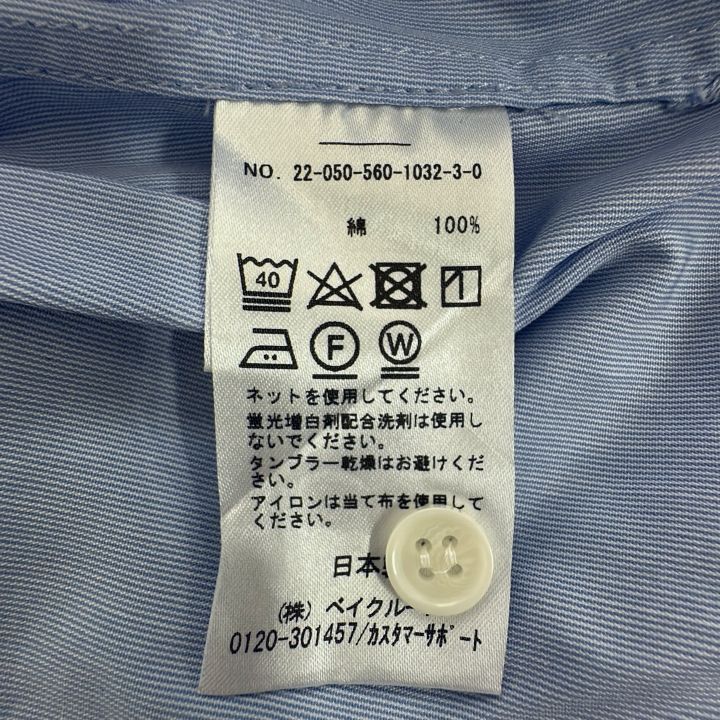 NO. 22-050-560-1032-3-0
綿 100%
40
F W
ネットを使用してください。
蛍光増白剤配合洗剤は使用し
ないでください。
タンブラー乾燥はお避けくだ
さい。
アイロンは当て布を使用して
ください。
日本
(株) ベイクルー
0120-301457/カスタマーサポート